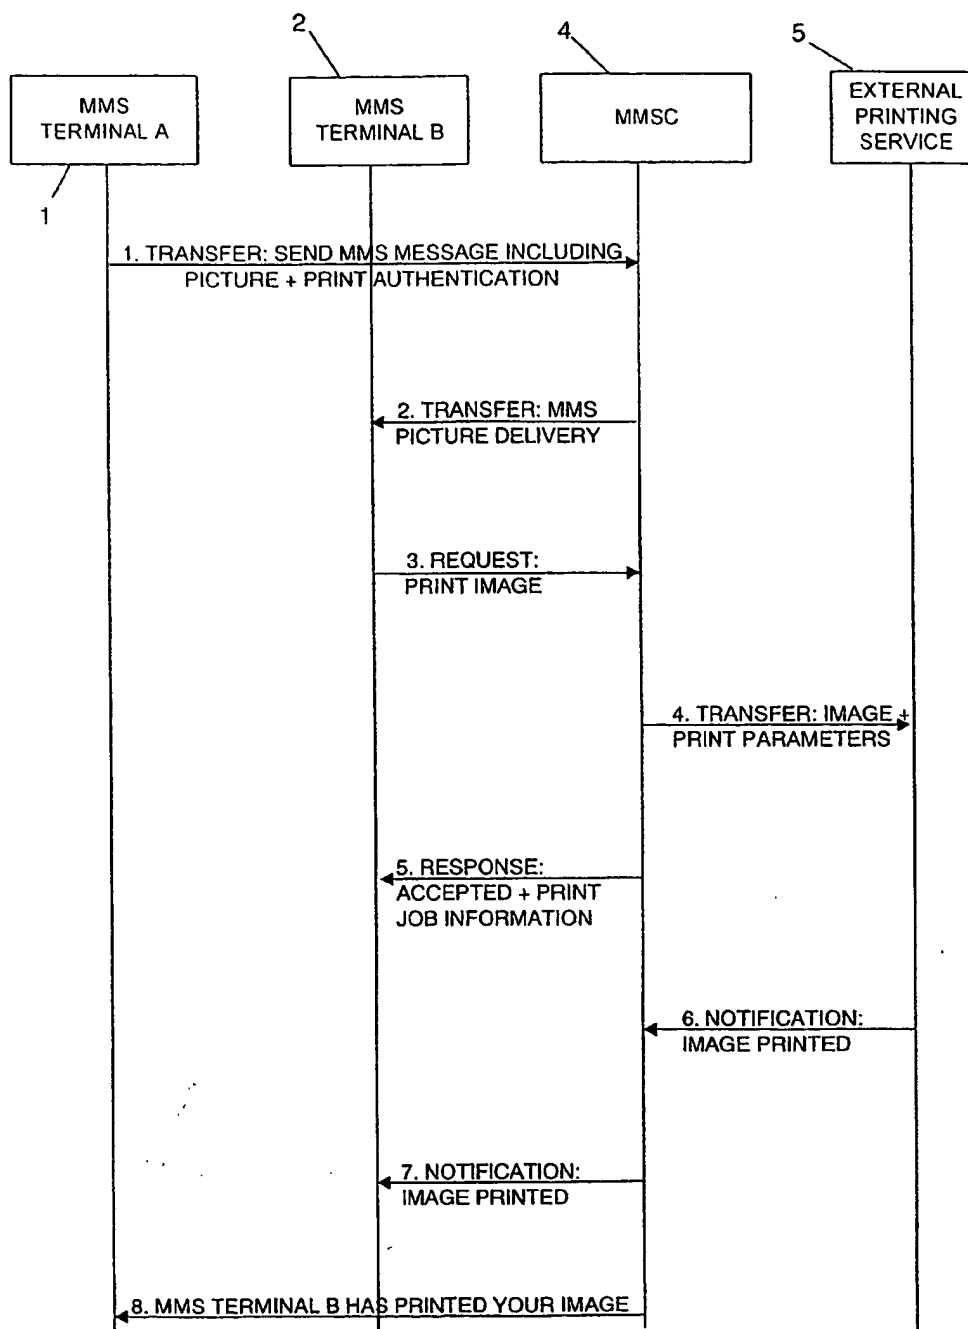 2
4
5
MMS
TERMINAL A
MMS
TERMINAL B
MMSC
EXTERNAL
PRINTING
SERVICE
1
1. TRANSFER: SEND MMS MESSAGE INCLUDING
PICTURE + PRINT AUTHENTICATION
2. TRANSFER: MMS
PICTURE DELIVERY
3. REQUEST:
PRINT IMAGE
4. TRANSFER: IMAGE +
PRINT PARAMETERS
5. RESPONSE:
ACCEPTED + PRINT
JOB INFORMATION
6. NOTIFICATION:
IMAGE PRINTED
7. NOTIFICATION:
IMAGE PRINTED
8. MMS TERMINAL B HAS PRINTED YOUR IMAGE